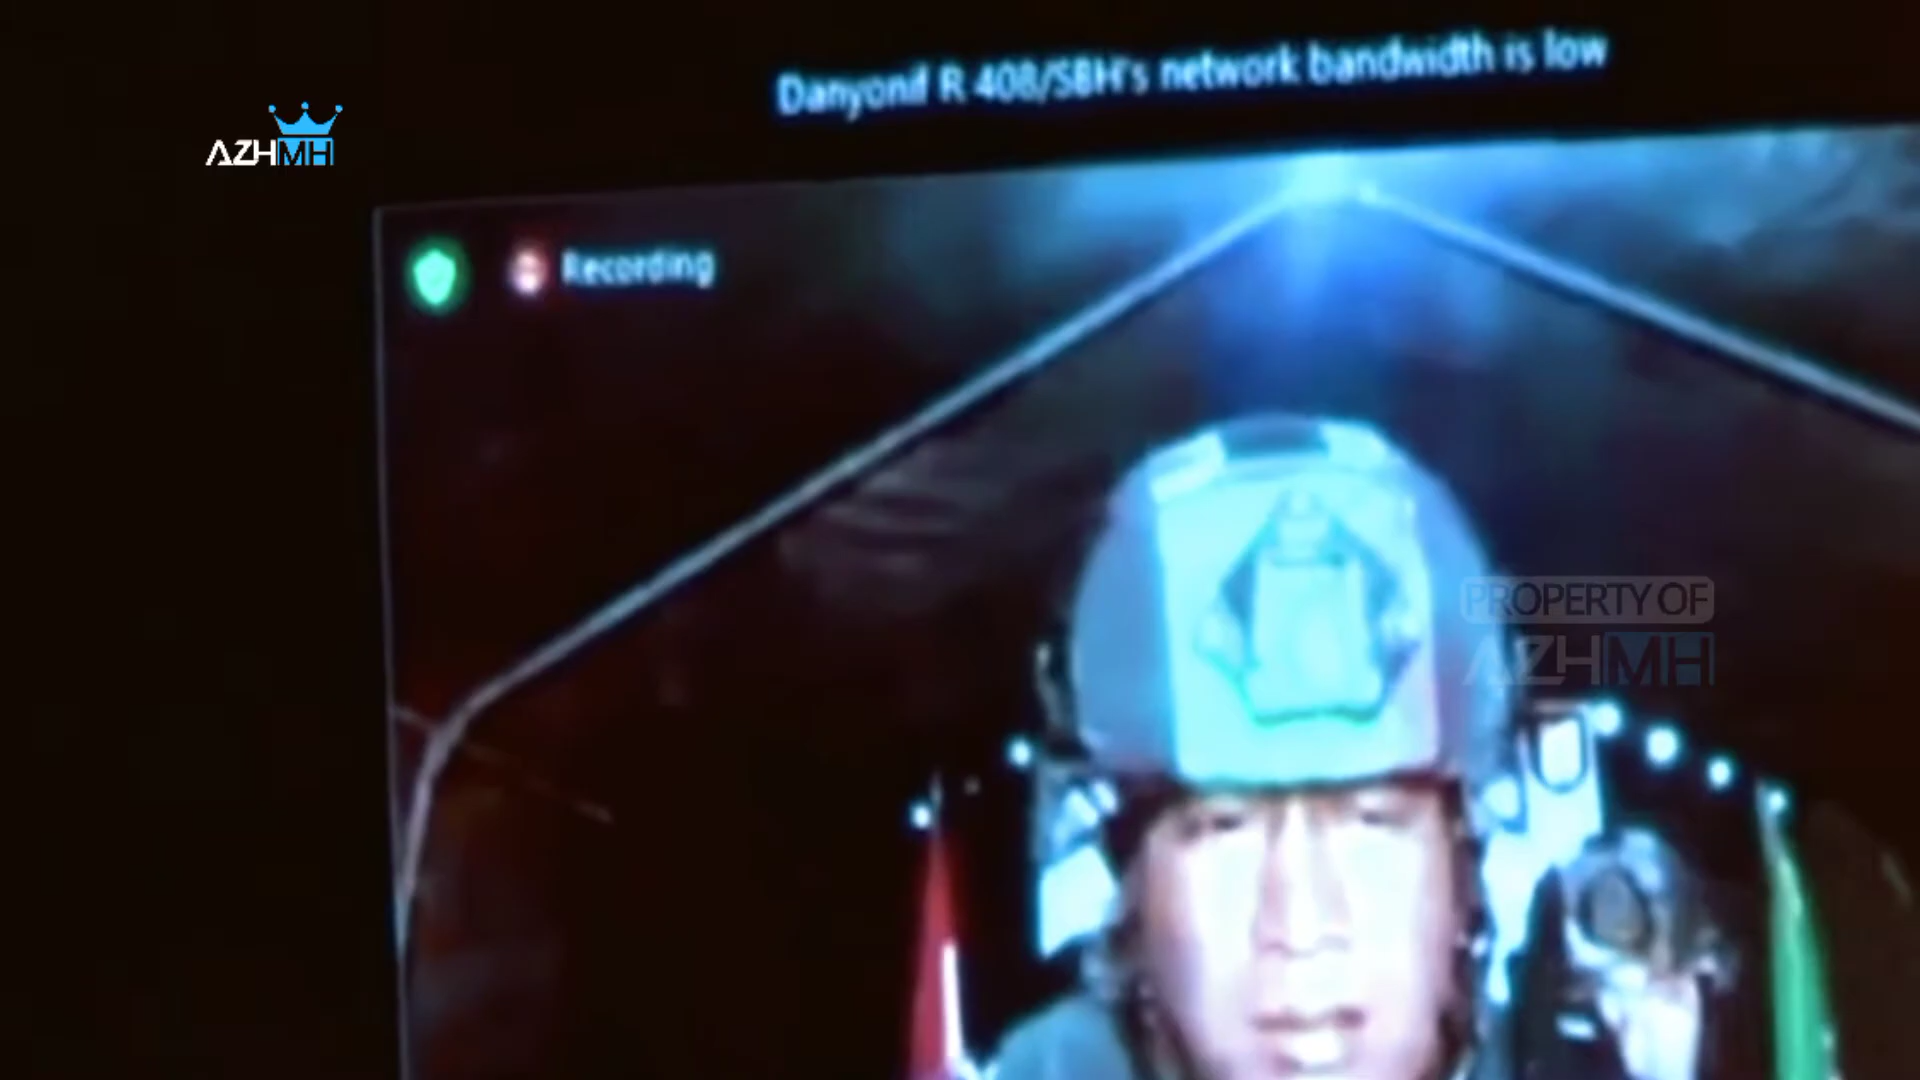 Danyonif R 408/SBH's network bandwidth is low
AZHMH
Recording
PROPERTY OF
AZHMH